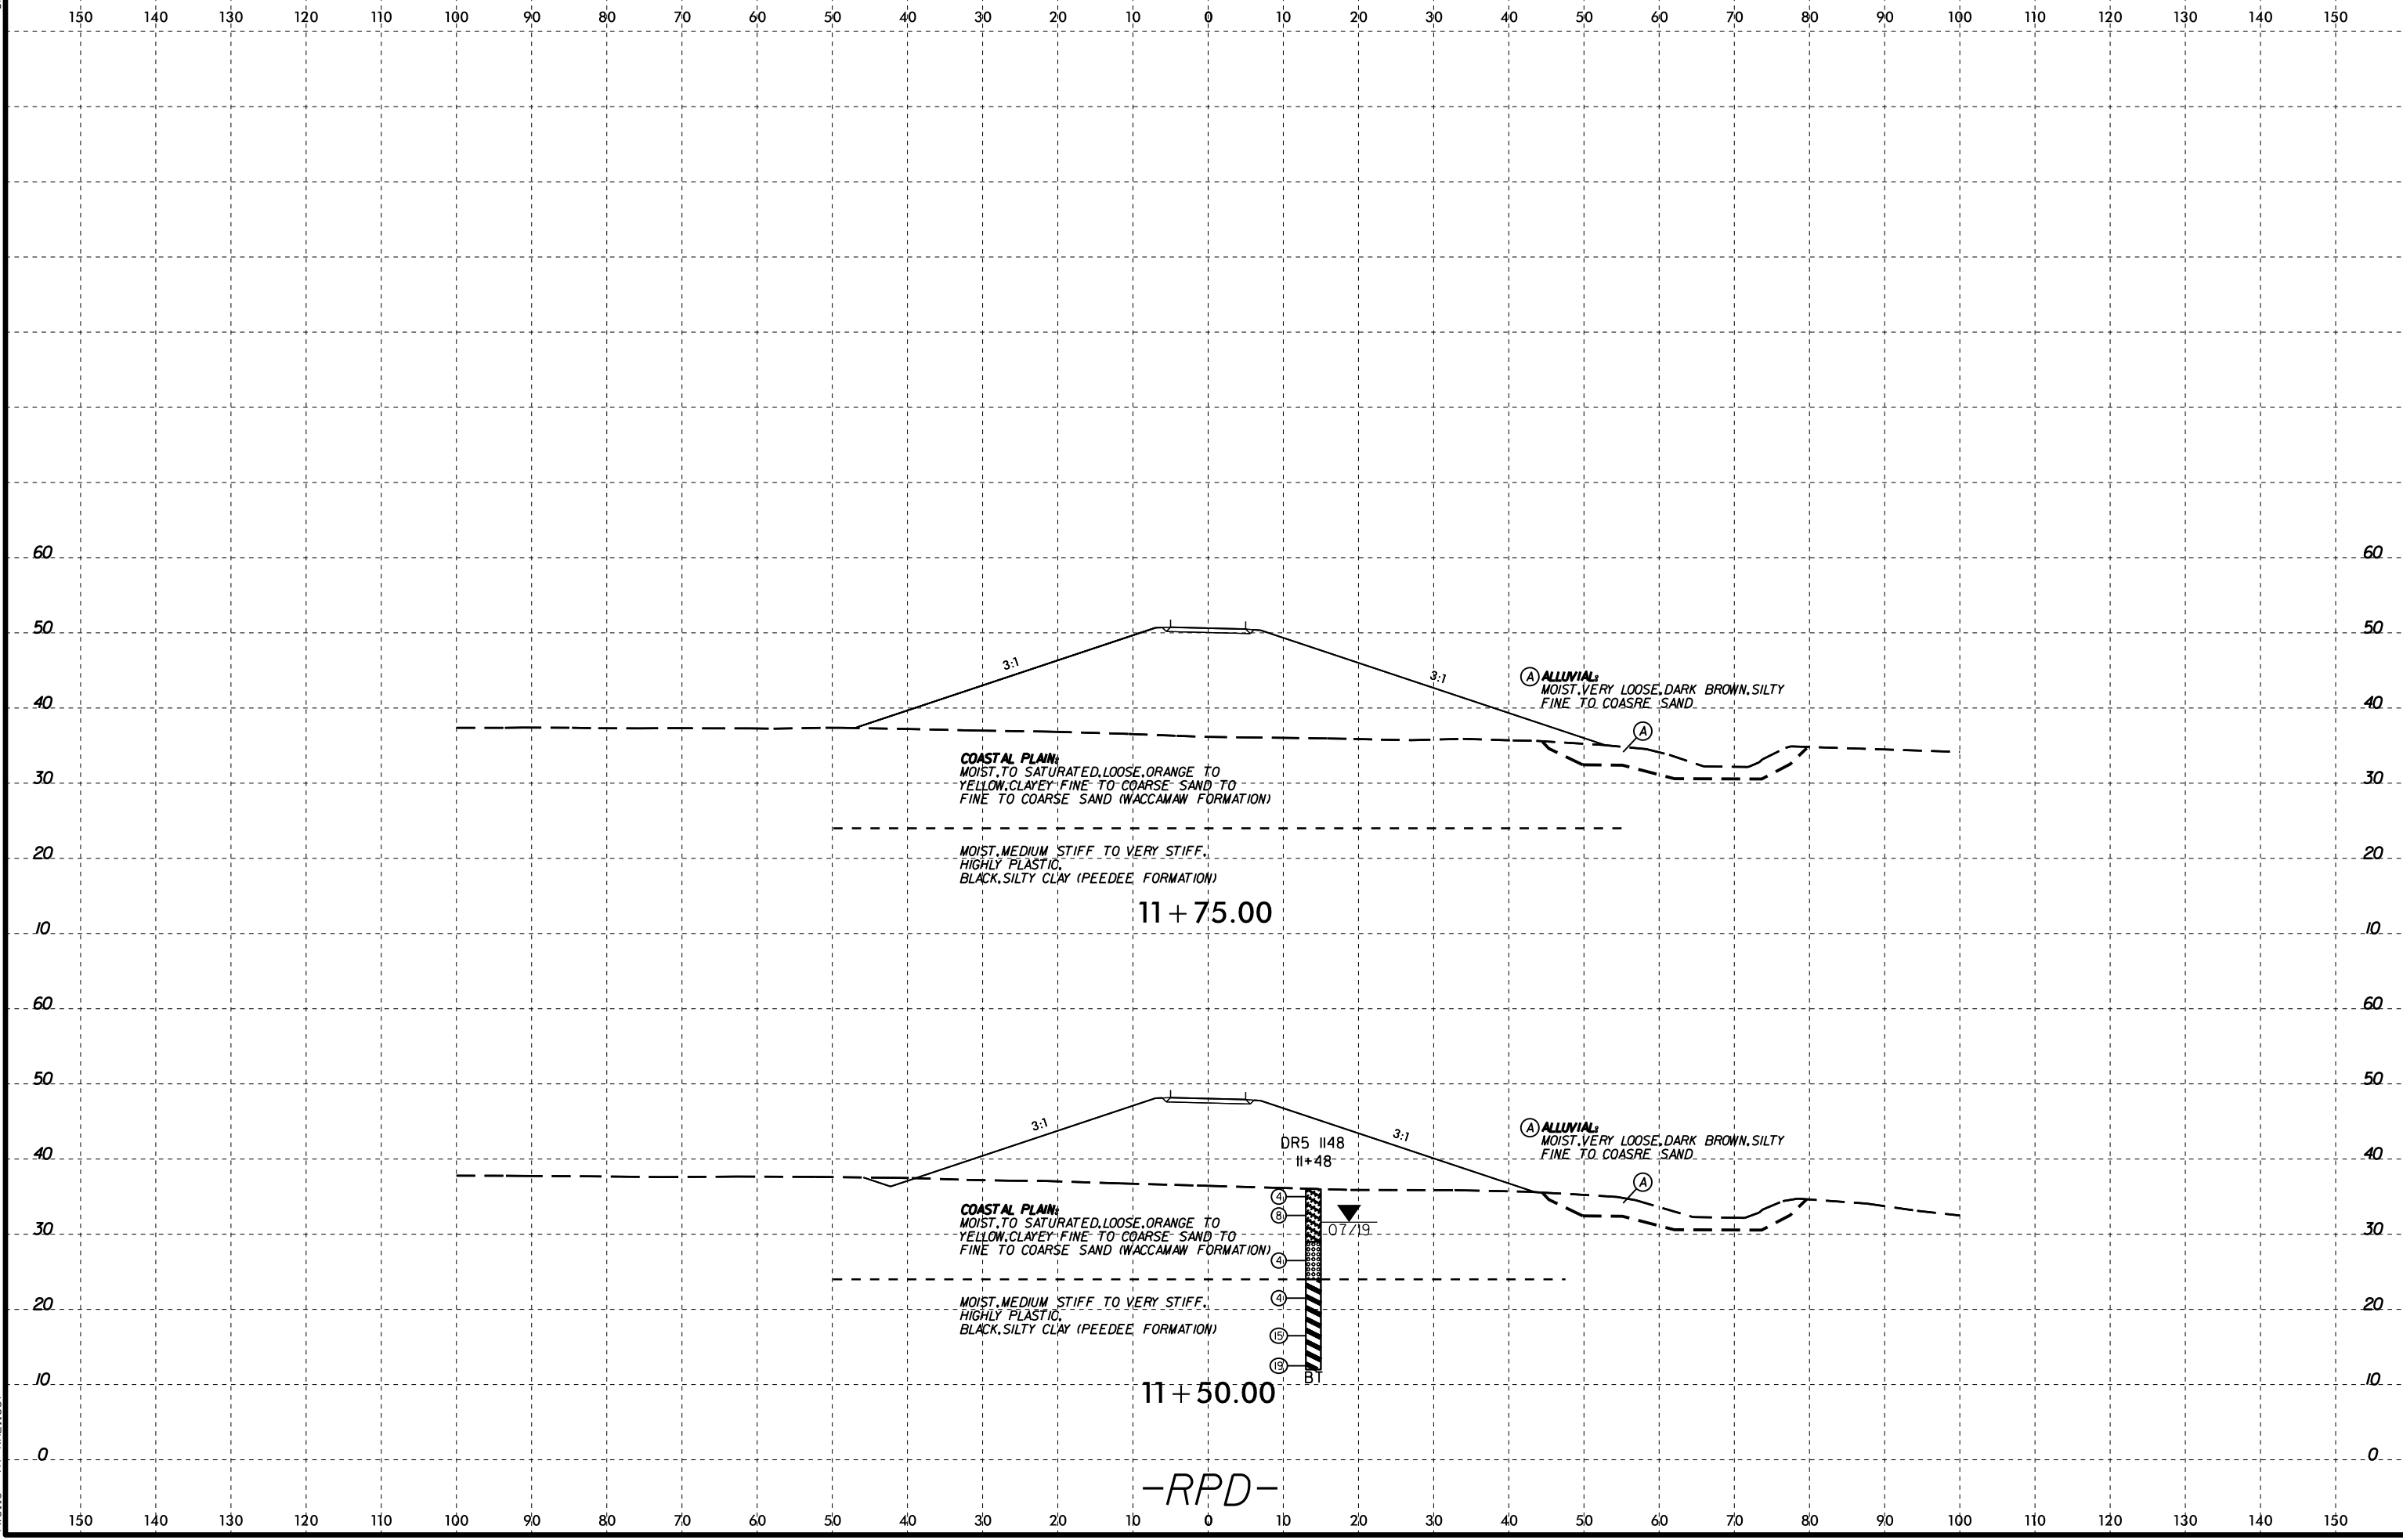 150 140 130 120 110 100 90 80 70 60 50 40 30 20 10 0 10 20 30 40 50 60 70 80 90 100 110 120 130 140 150
60 60
50 50
3:1 3:1
Ⓐ ALLUVIAL:
MOIST, VERY LOOSE, DARK BROWN, SILTY
FINE TO COASRE SAND
40 40
Ⓐ
COASTAL PLAIN:
MOIST, TO SATURATED, LOOSE, ORANGE TO
YELLOW, CLAYEY FINE TO COARSE SAND TO
FINE TO COARSE SAND (WACCAMAW FORMATION)
30 30
MOIST, MEDIUM STIFF TO VERY STIFF,
HIGHLY PLASTIC,
BLACK, SILTY CLAY (PEEDEE FORMATION)
20 20
11+75.00
10 10
60 60
50 50
3:1 3:1
DR5 1148
11+48
Ⓐ ALLUVIAL:
MOIST, VERY LOOSE, DARK BROWN, SILTY
FINE TO COASRE SAND
40 40
Ⓐ
4
8
07/19
COASTAL PLAIN:
MOIST, TO SATURATED, LOOSE, ORANGE TO
YELLOW, CLAYEY FINE TO COARSE SAND TO
FINE TO COARSE SAND (WACCAMAW FORMATION)
30 30
4
4
MOIST, MEDIUM STIFF TO VERY STIFF,
HIGHLY PLASTIC,
BLACK, SILTY CLAY (PEEDEE FORMATION)
20 20
15
19
BT
11+50.00
10 10
0 0
-RPD-
150 140 130 120 110 100 90 80 70 60 50 40 30 20 10 0 10 20 30 40 50 60 70 80 90 100 110 120 130 140 150